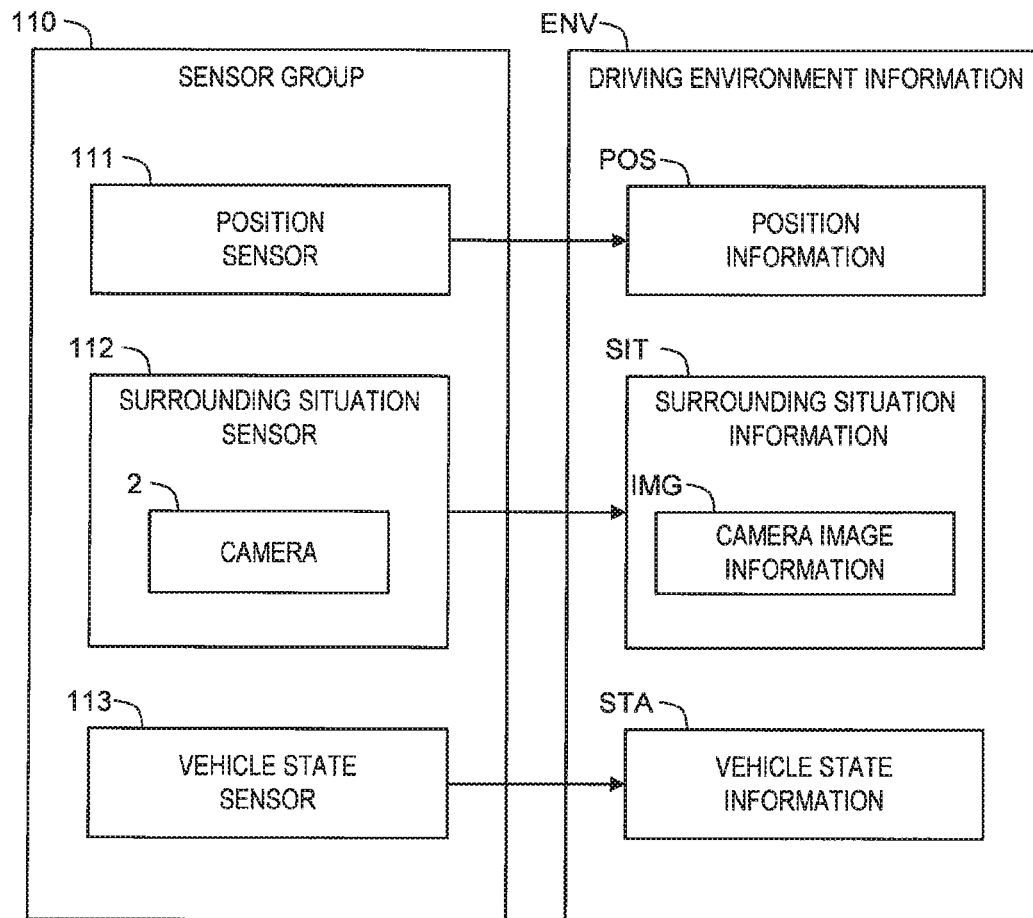 110
SENSOR GROUP
111
POSITION
SENSOR
112
SURROUNDING SITUATION
SENSOR
2
CAMERA
113
VEHICLE STATE
SENSOR
ENV
DRIVING ENVIRONMENT INFORMATION
POS
POSITION
INFORMATION
SIT
SURROUNDING SITUATION
INFORMATION
IMG
CAMERA IMAGE
INFORMATION
STA
VEHICLE STATE
INFORMATION